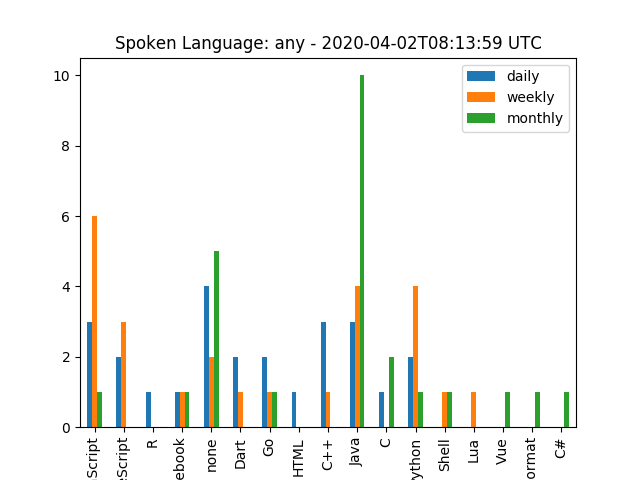 Spoken Language: any - 2020-04-02T08:13:59 UTC
daily
weekly
monthly
10
8
6
4
2
0
Script
eScript
R
ebook
none
Dart
Go
HTML
C++
Java
C
ython
Shell
Lua
Vue
ormat
C#